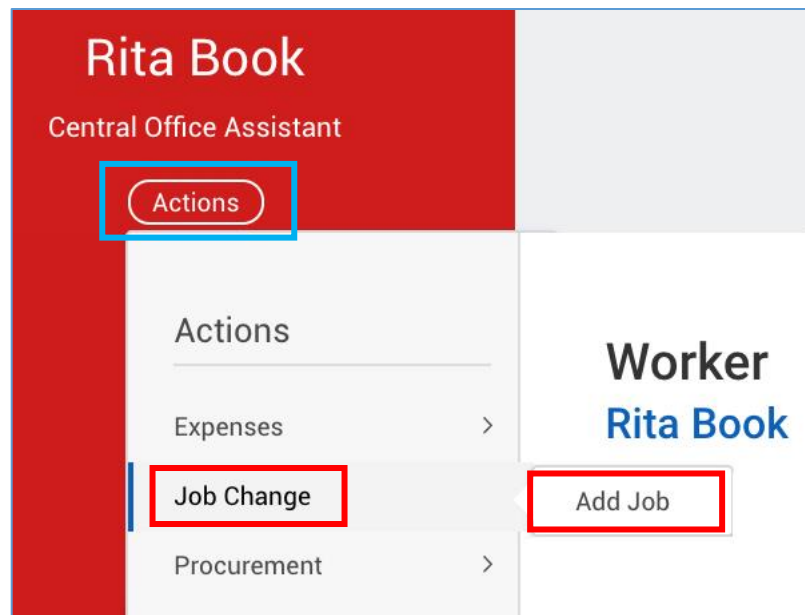 Rita Book
Central Office Assistant
Actions
Actions
Worker
Rita Book
Expenses
Job Change
Add Job
Procurement